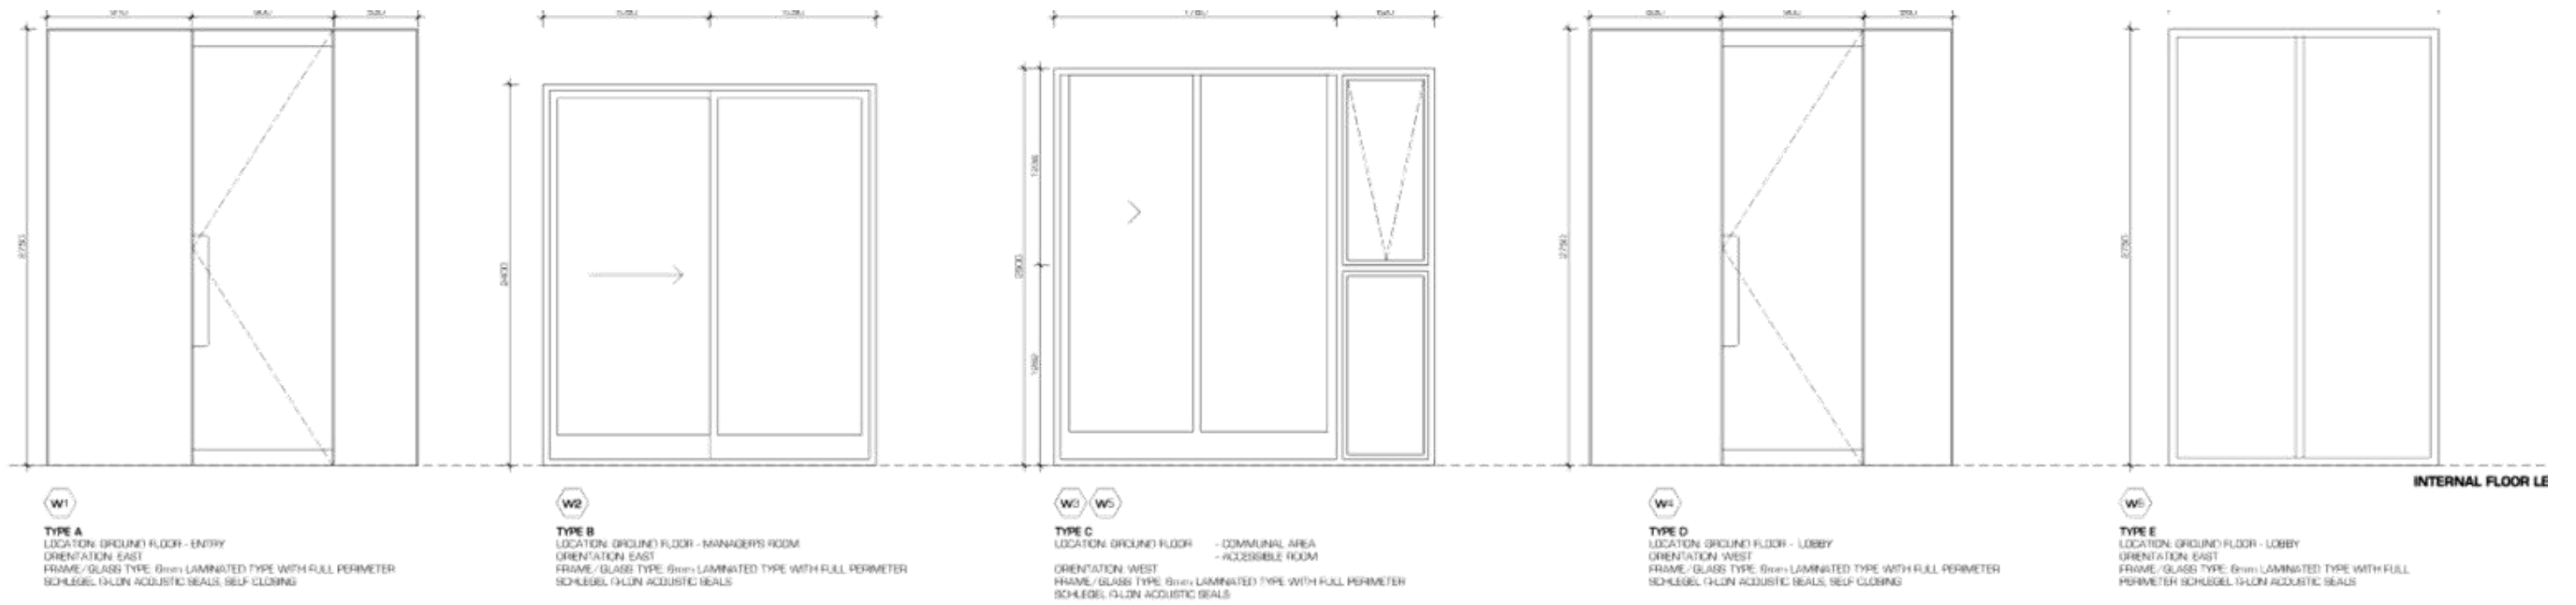 900
900
2750
2400
2750
2750
W1
TYPE A
LOCATION: GROUND FLOOR - ENTRY
ORIENTATION: EAST
FRAME/GLASS TYPE: 6mm LAMINATED TYPE WITH FULL PERIMETER
SCHLEGEL Q-LON ACOUSTIC SEALS, SELF CLOSING
W2
TYPE B
LOCATION: GROUND FLOOR - MANAGER'S ROOM
ORIENTATION: EAST
FRAME/GLASS TYPE: 6mm LAMINATED TYPE WITH FULL PERIMETER
SCHLEGEL Q-LON ACOUSTIC SEALS
W3 W5
TYPE C
LOCATION: GROUND FLOOR - COMMUNAL AREA
- ACCESSIBLE ROOM
ORIENTATION: WEST
FRAME/GLASS TYPE: 6mm LAMINATED TYPE WITH FULL PERIMETER
SCHLEGEL Q-LON ACOUSTIC SEALS
W4
TYPE D
LOCATION: GROUND FLOOR - LOBBY
ORIENTATION: WEST
FRAME/GLASS TYPE: 6mm LAMINATED TYPE WITH FULL PERIMETER
SCHLEGEL Q-LON ACOUSTIC SEALS, SELF CLOSING
INTERNAL FLOOR LE
W6
TYPE E
LOCATION: GROUND FLOOR - LOBBY
ORIENTATION: EAST
FRAME/GLASS TYPE: 6mm LAMINATED TYPE WITH FULL
PERIMETER SCHLEGEL Q-LON ACOUSTIC SEALS